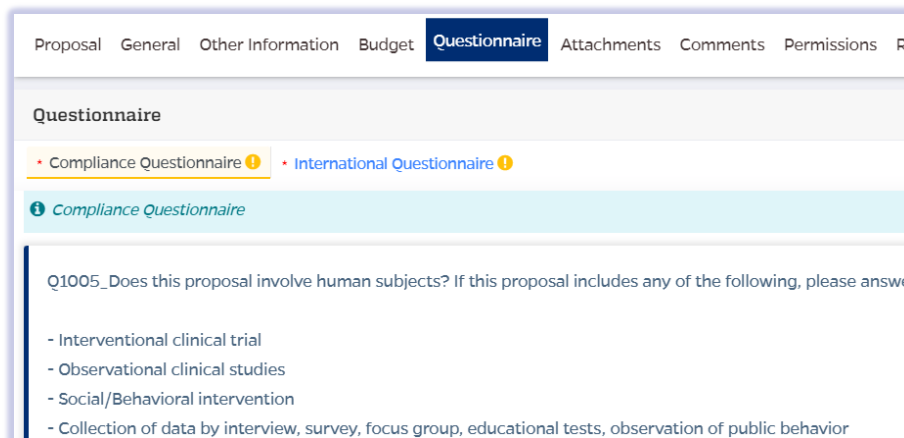 Proposal General Other Information Budget Questionnaire Attachments Comments Permissions
Questionnaire
* Compliance Questionnaire * International Questionnaire
Compliance Questionnaire
Q1005_Does this proposal involve human subjects? If this proposal includes any of the following, please
- Interventional clinical trial
- Observational clinical studies
- Social/Behavioral intervention
- Collection of data by interview, survey, focus group, educational tests, observation of public behavior